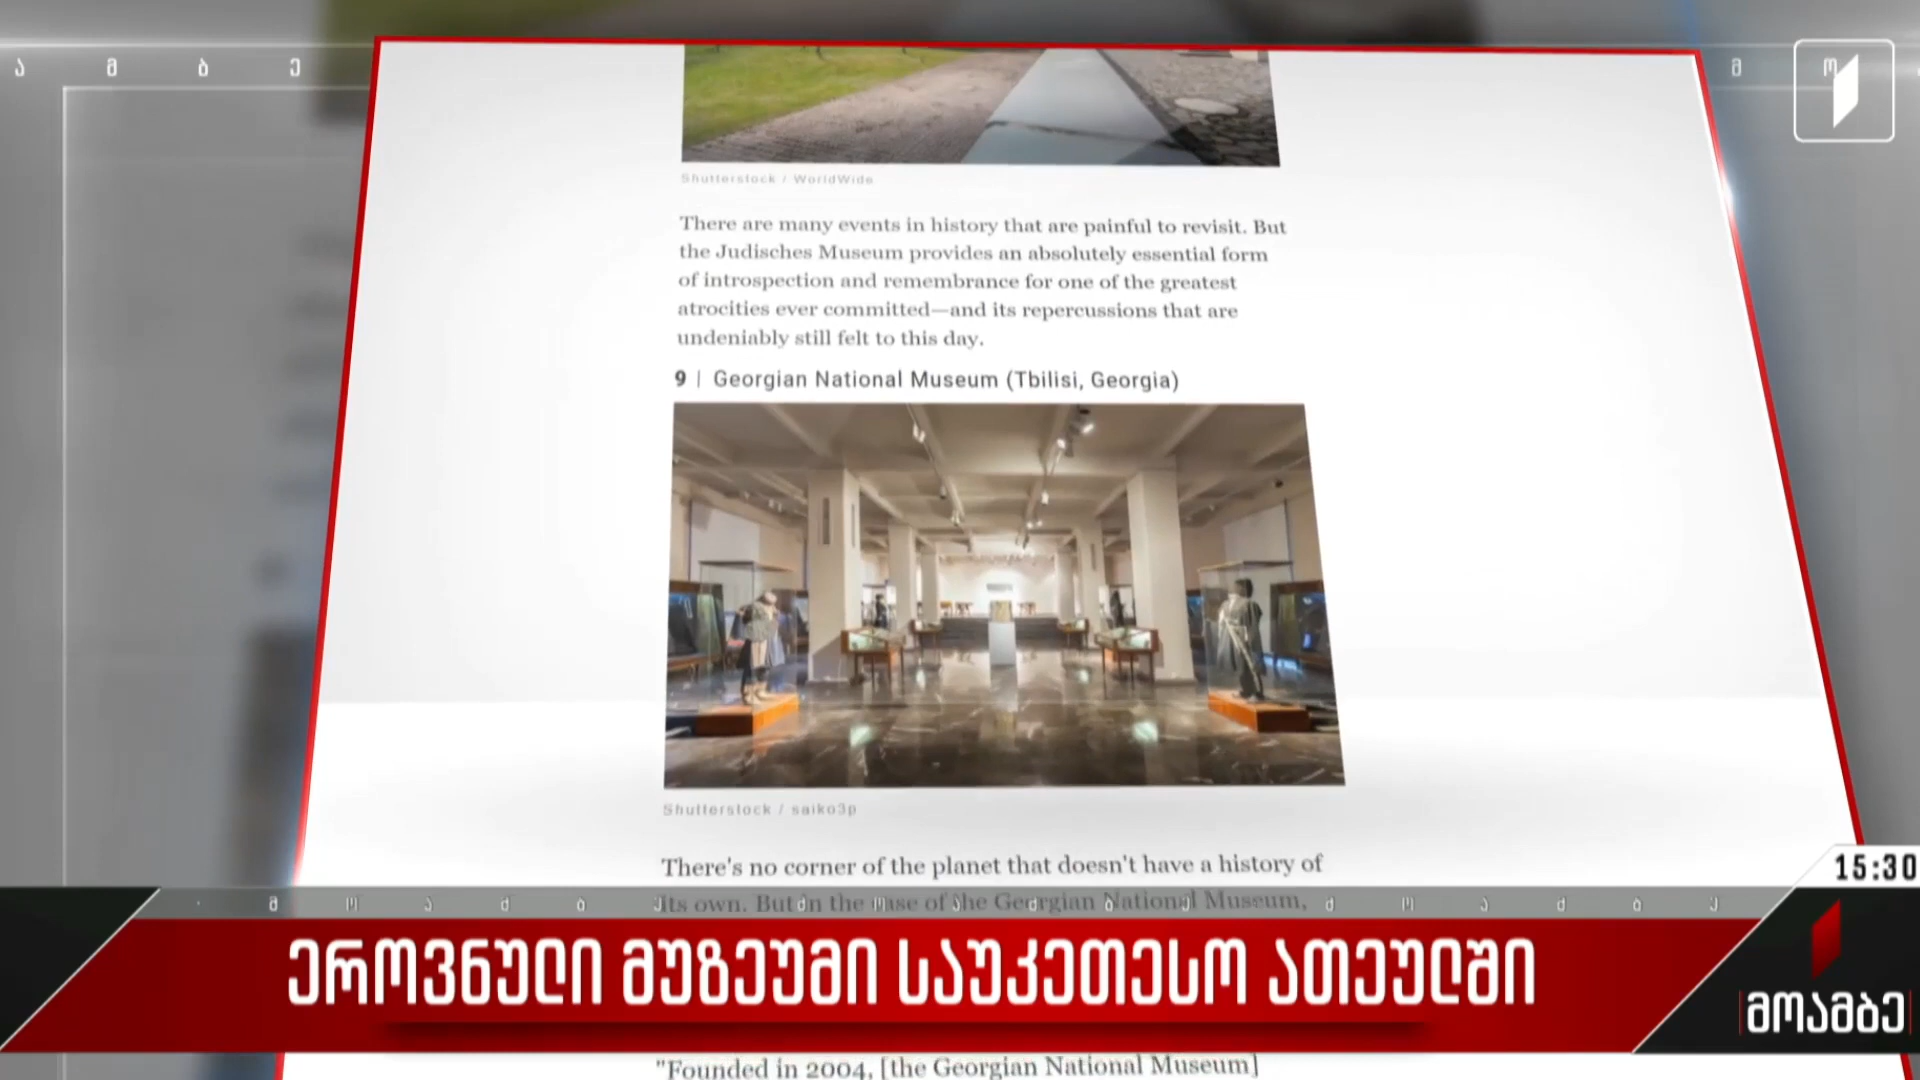 ა მ ბ ე
მ ო
Shutterstock / WorldWide
There are many events in history that are painful to revisit. But
the Judisches Museum provides an absolutely essential form
of introspection and remembrance for one of the greatest
atrocities ever committed—and its repercussions that are
undeniably still felt to this day.
9 | Georgian National Museum (Tbilisi, Georgia)
Shutterstock / saiko3p
There's no corner of the planet that doesn't have a history of
its own. But in the case of the Georgian National Museum,
15:30
მ ო ა მ ბ ე მ ო ა მ ბ ე მ ო ა მ ბ ე
ეროვნული მუზეუმი საუკეთესო ათეულში
მოამბე
"Founded in 2004, [the Georgian National Museum]